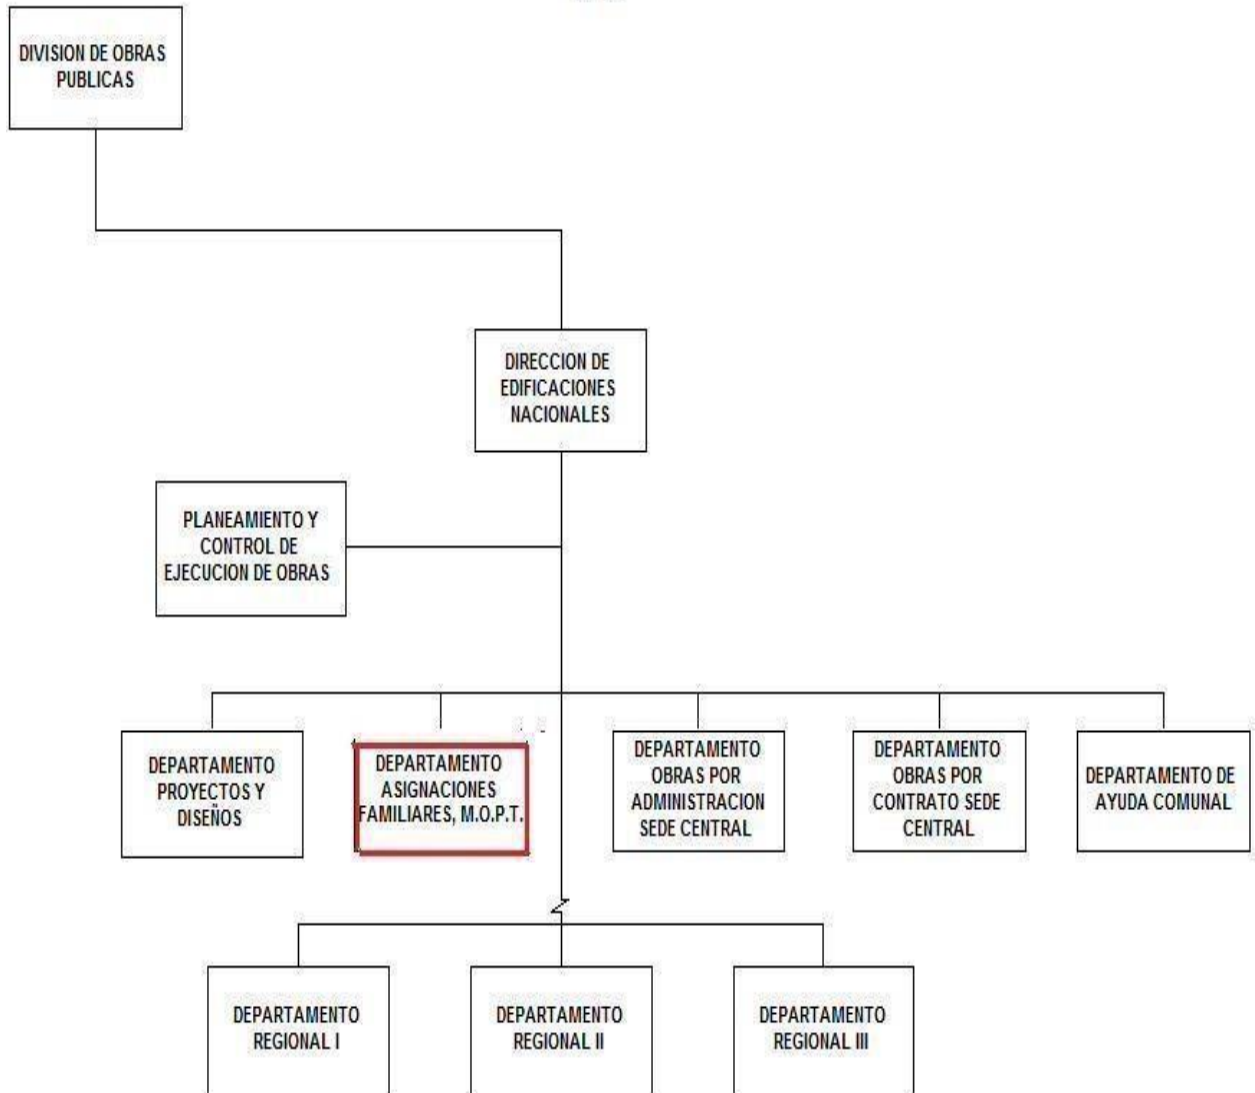 DIVISION DE OBRAS
PUBLICAS
DIRECCION DE
EDIFICACIONES
NACIONALES
PLANEAMIENTO Y
CONTROL DE
EJECUCION DE OBRAS
DEPARTAMENTO
PROYECTOS Y
DISEÑOS
DEPARTAMENTO
ASIGNACIONES
FAMILIARES, M.O.P.T.
DEPARTAMENTO
OBRAS POR
ADMINISTRACION
SEDE CENTRAL
DEPARTAMENTO
OBRAS POR
CONTRATO SEDE
CENTRAL
DEPARTAMENTO DE
AYUDA COMUNAL
DEPARTAMENTO
REGIONAL I
DEPARTAMENTO
REGIONAL II
DEPARTAMENTO
REGIONAL III